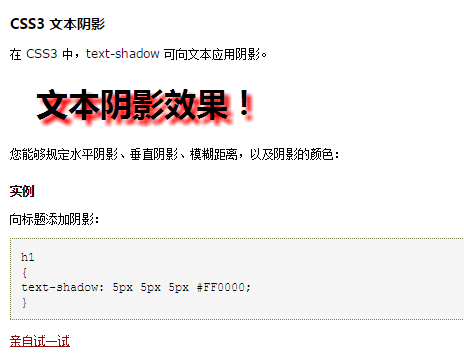 CSS3 文本阴影
在 CSS3 中，text-shadow 可向文本应用阴影。
文本阴影效果！
您能够规定水平阴影、垂直阴影、模糊距离，以及阴影的颜色：
实例
向标题添加阴影：
h1
{
text-shadow: 5px 5px 5px #FF0000;
}
亲自试一试